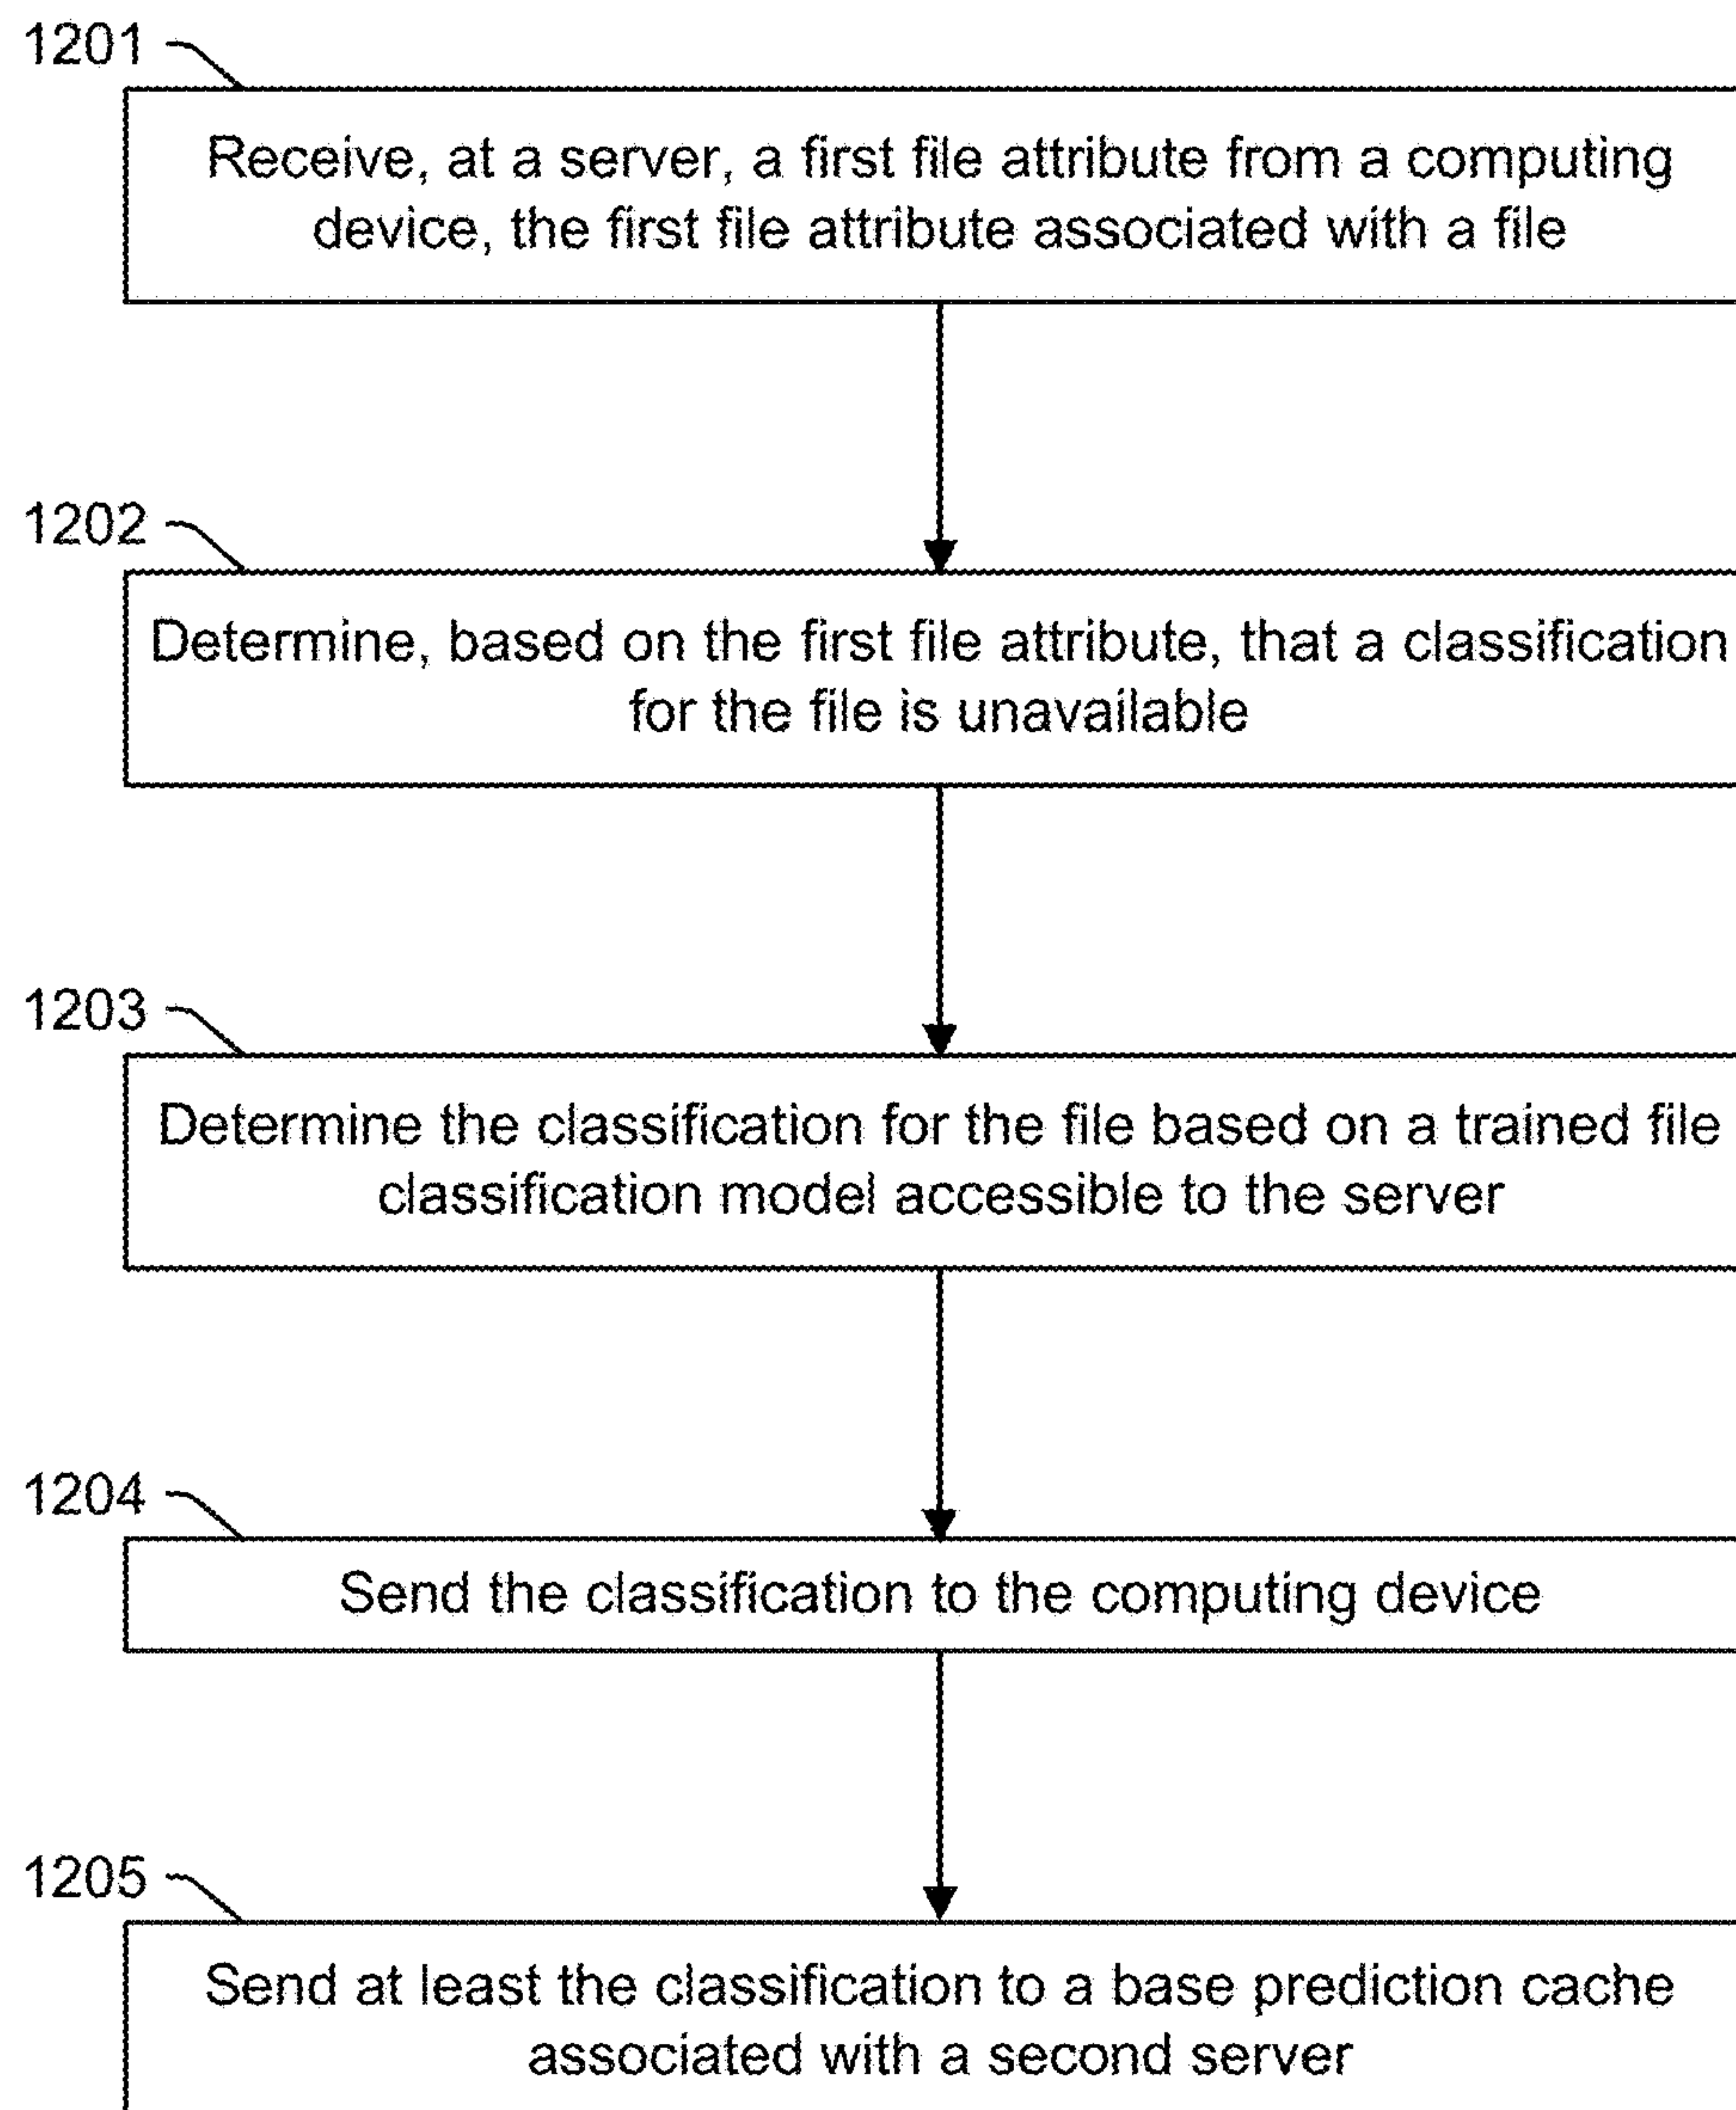 1201
Receive, at a server, a first file attribute from a computing
device, the first file attribute associated with a file
1202
Determine, based on the first file attribute, that a classification
for the file is unavailable
1203
Determine the classification for the file based on a trained file
classification model accessible to the server
1204
Send the classification to the computing device
1205
Send at least the classification to a base prediction cache
associated with a second server